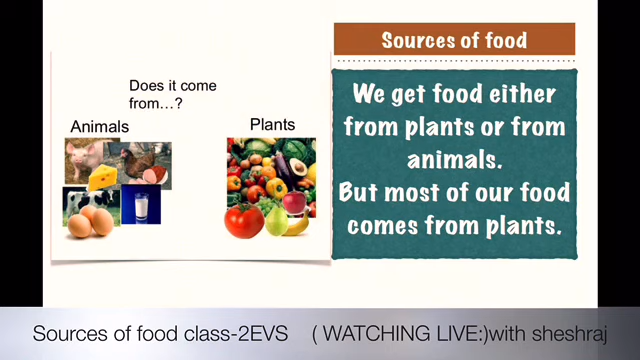 Does it come
from...?
Animals
Plants
Sources of food
We get food either
from plants or from
animals.
But most of our food
comes from plants.
Sources of food class-2EVS ( WATCHING LIVE:)with sheshraj